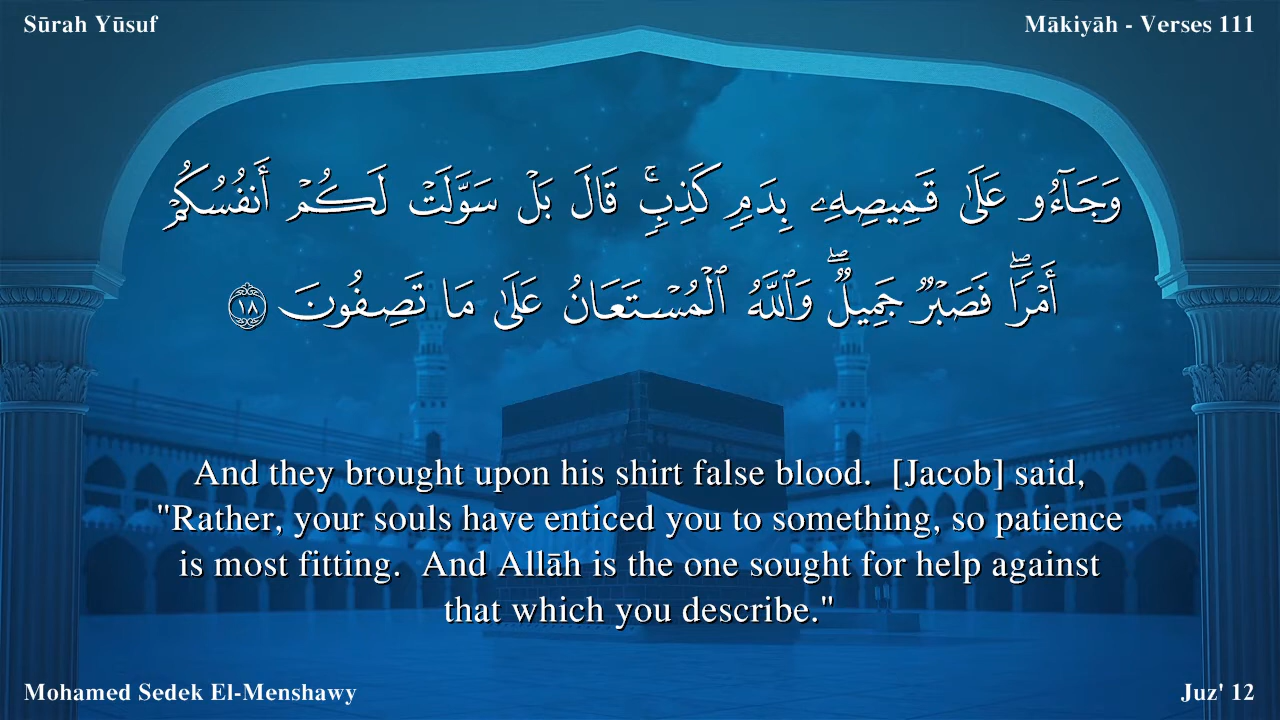 Sūrah Yūsuf
Mākiyāh - Verses 111
وَجَآءُو عَلَىٰ قَمِيصِهِۦ بِدَمٍ كَذِبٍۚ قَالَ بَلْ سَوَّلَتْ لَكُمْ أَنفُسُكُمْ
أَمْرًاۖ فَصَبْرٌ جَمِيلٌۖ وَٱللَّهُ ٱلْمُسْتَعَانُ عَلَىٰ مَا تَصِفُونَ ١٨
And they brought upon his shirt false blood.  [Jacob] said,
"Rather, your souls have enticed you to something, so patience
is most fitting.  And Allāh is the one sought for help against
that which you describe."
Mohamed Sedek El-Menshawy
Juz' 12